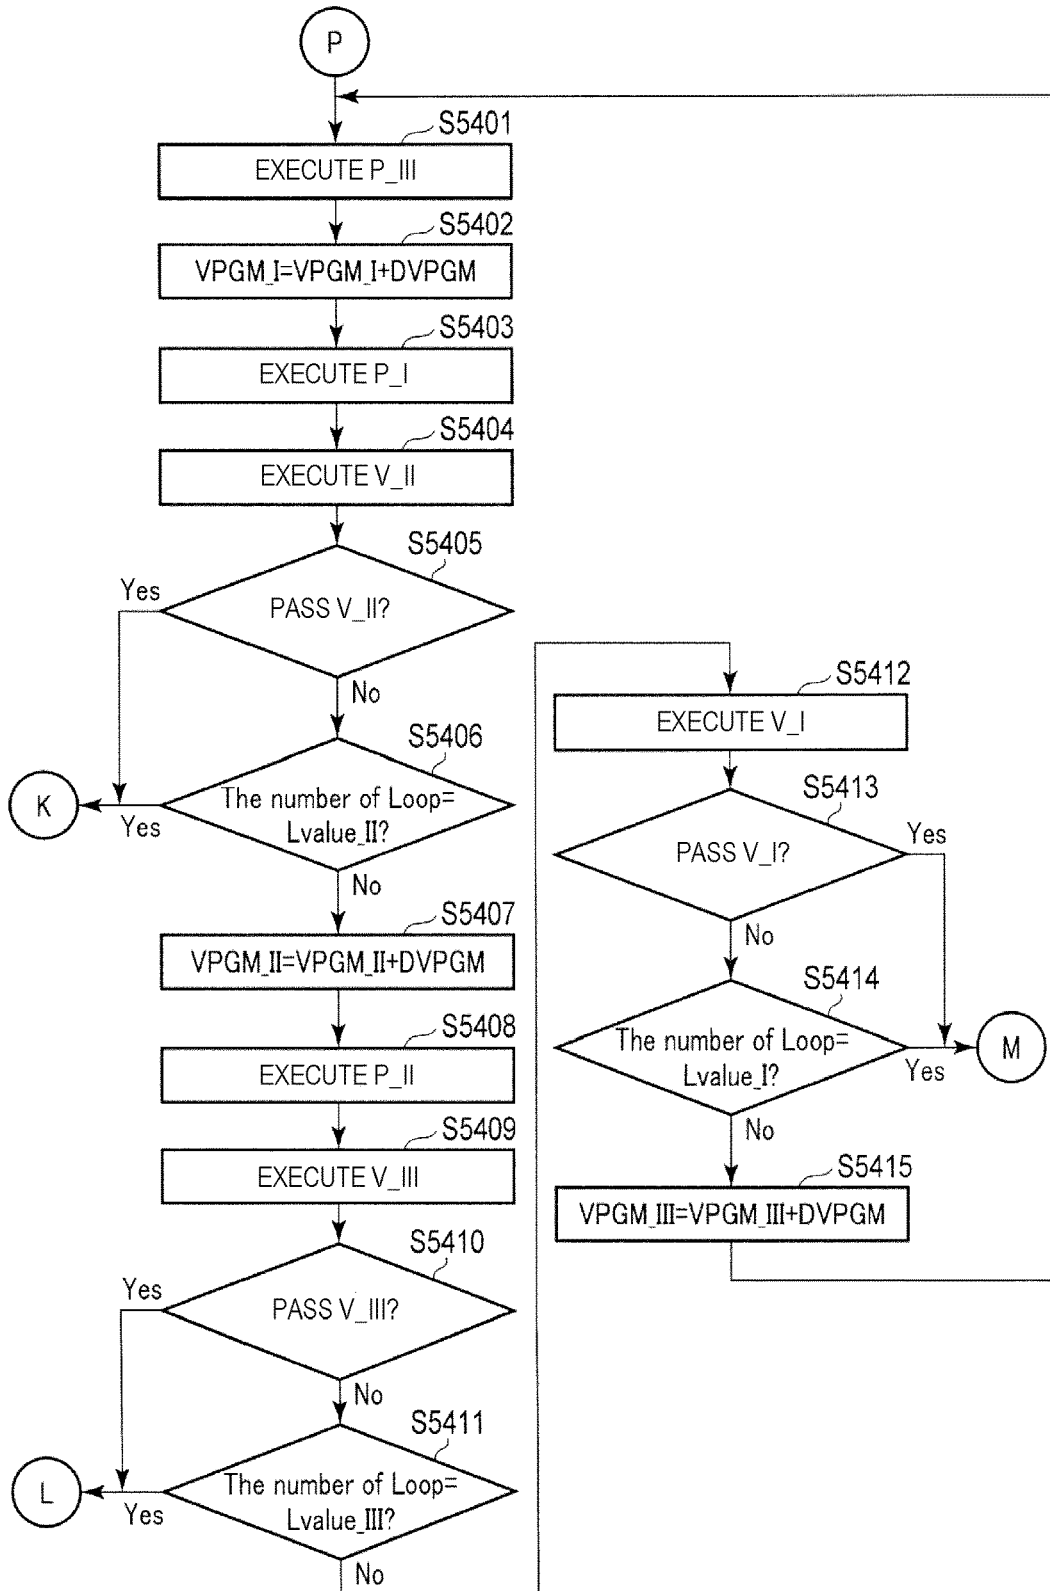 P
S5401
EXECUTE P_III
S5402
VPGM_I=VPGM_I+DVPGM
S5403
EXECUTE P_I
S5404
EXECUTE V_II
S5405
Yes
PASS V_II?
No
S5406
K
Yes
The number of Loop=
Lvalue_II?
No
S5407
VPGM_II=VPGM_II+DVPGM
S5408
EXECUTE P_II
S5409
EXECUTE V_III
S5410
Yes
PASS V_III?
No
S5411
L
Yes
The number of Loop=
Lvalue_III?
No
S5412
EXECUTE V_I
S5413
Yes
PASS V_I?
No
S5414
The number of Loop=
Lvalue_I?
Yes
M
No
S5415
VPGM_III=VPGM_III+DVPGM